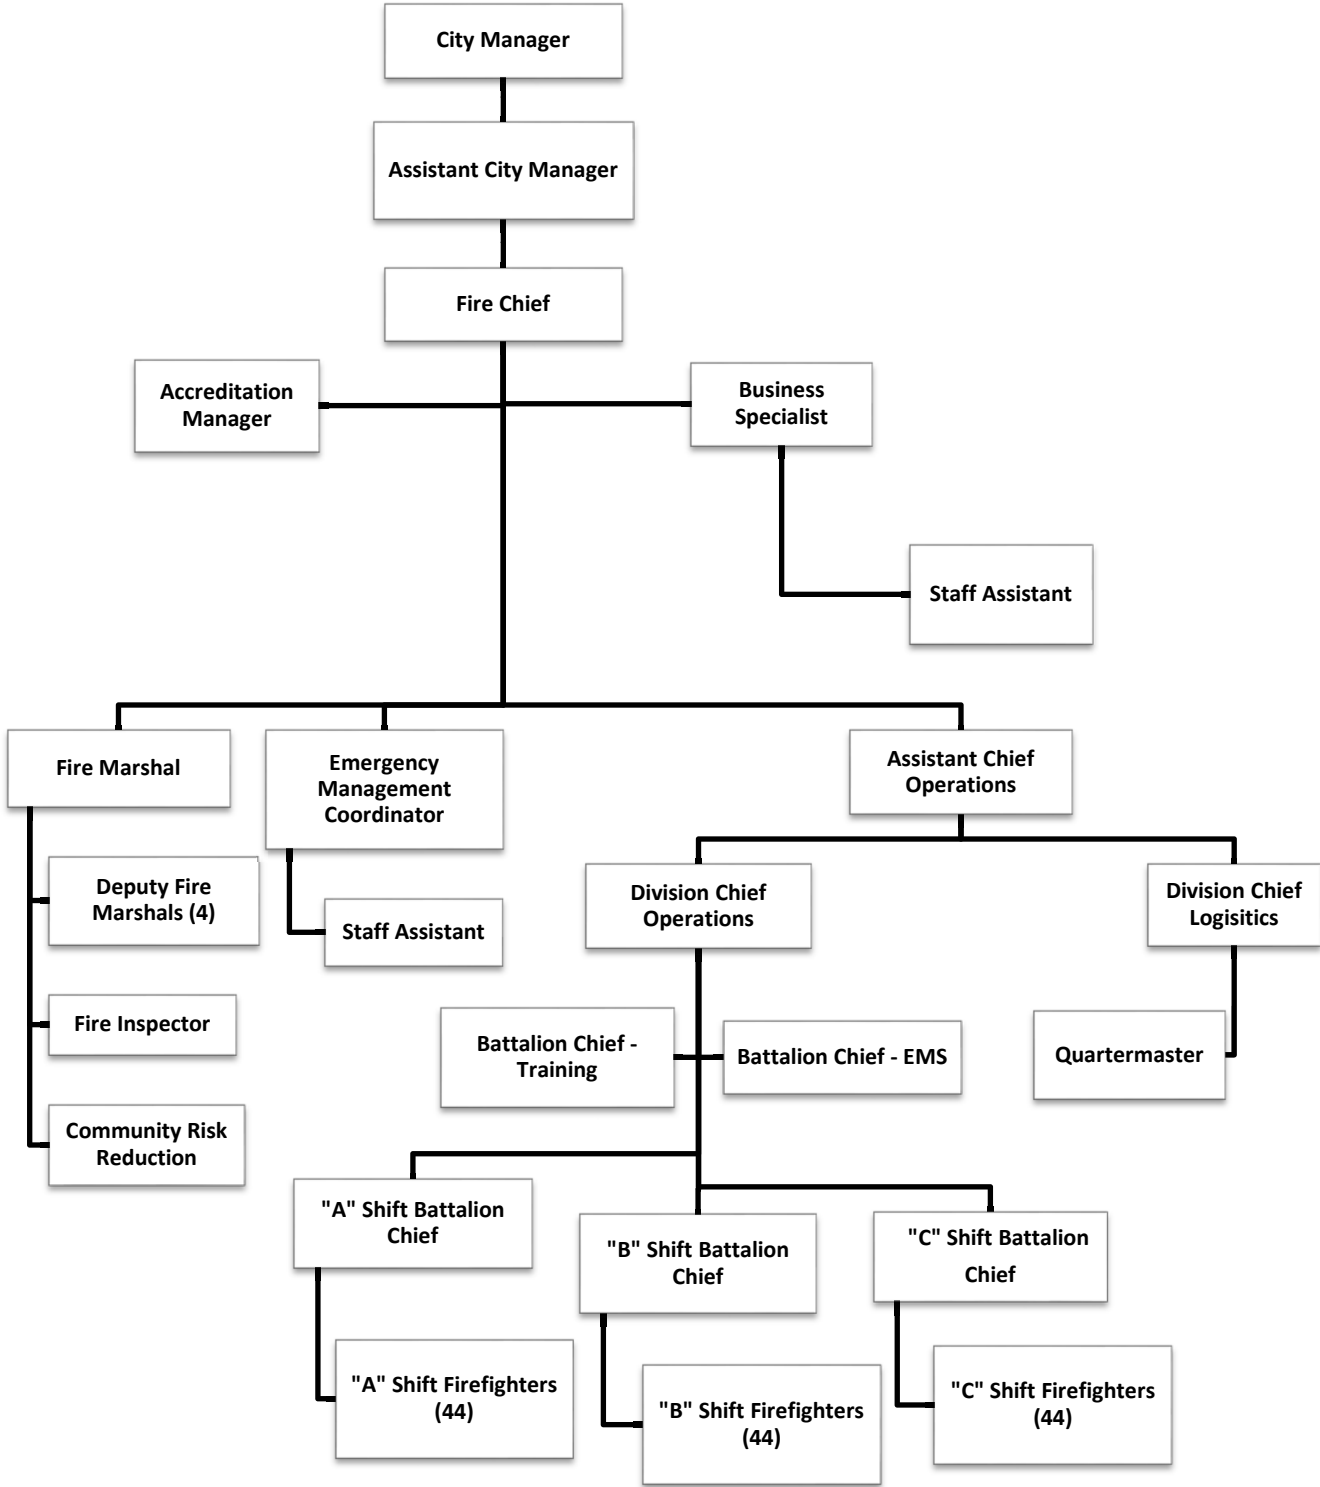 City Manager
Assistant City Manager
Fire Chief
Accreditation
Manager
Business
Specialist
Staff Assistant
Fire Marshal
Emergency
Management
Coordinator
Assistant Chief
Operations
Deputy Fire
Marshals (4)
Staff Assistant
Division Chief
Operations
Division Chief
Logisitics
Fire Inspector
Battalion Chief -
Training
Battalion Chief - EMS
Quartermaster
Community Risk
Reduction
"A" Shift Battalion
Chief
"B" Shift Battalion
Chief
"C" Shift Battalion
Chief
"A" Shift Firefighters
(44)
"B" Shift Firefighters
(44)
"C" Shift Firefighters
(44)